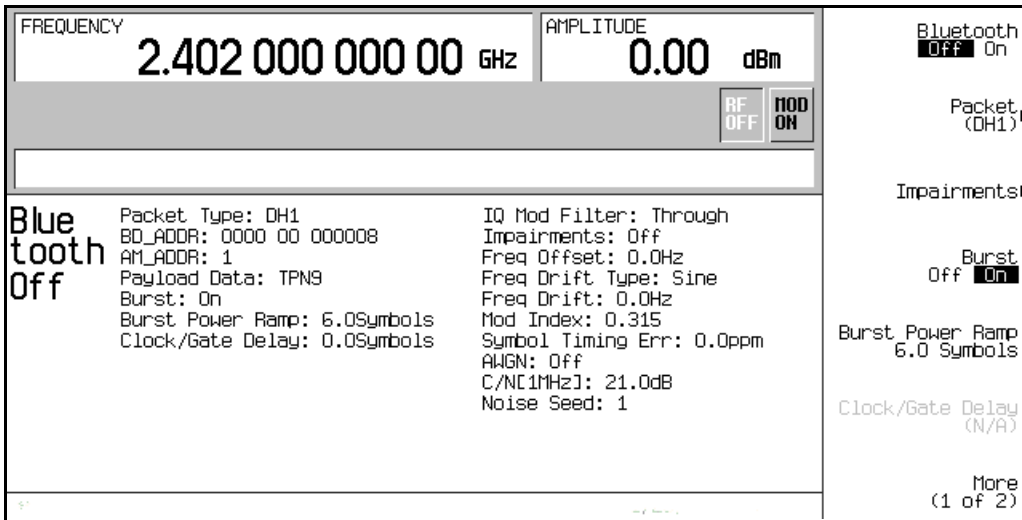 FREQUENCY
2.402 000 000 00 GHz
AMPLITUDE
0.00 dBm
RF OFF
MOD ON
Blue
tooth
Off
Packet Type: DH1
BD_ADDR: 0000 00 000008
AM_ADDR: 1
Payload Data: TPN9
Burst: On
Burst Power Ramp: 6.0Symbols
Clock/Gate Delay: 0.0Symbols
IQ Mod Filter: Through
Impairments: Off
Freq Offset: 0.0Hz
Freq Drift Type: Sine
Freq Drift: 0.0Hz
Mod Index: 0.315
Symbol Timing Err: 0.0ppm
AWGN: Off
C/N[1MHz]: 21.0dB
Noise Seed: 1
Bluetooth
Off On
Packet
(DH1)
Impairments
Burst
Off On
Burst Power Ramp
6.0 Symbols
Clock/Gate Delay
(N/A)
More
(1 of 2)